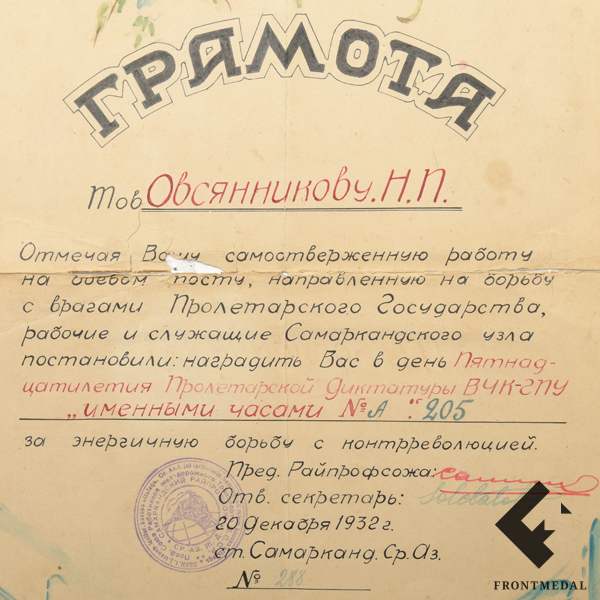 ГРАМОТА
Тов. Овсянникову. Н.П.
Отмечая Вашу самоотверженную работу
на боевом посту, направленную на борьбу
с врагами Пролетарского Государства,
рабочие и служащие Самаркандского узла
постановили: наградить Вас в день Пятнад-
цатилетия Пролетарской Диктатуры ВЧК-ГПУ
„именными часами № А ". 205
за энергичную борьбу с контрреволюцией.
Пред. Райпрофсожа:
Отв. секретарь:
20 декабря 1932 г.
ст. Самарканд. Ср. Аз.
№ 288
FRONTMEDAL